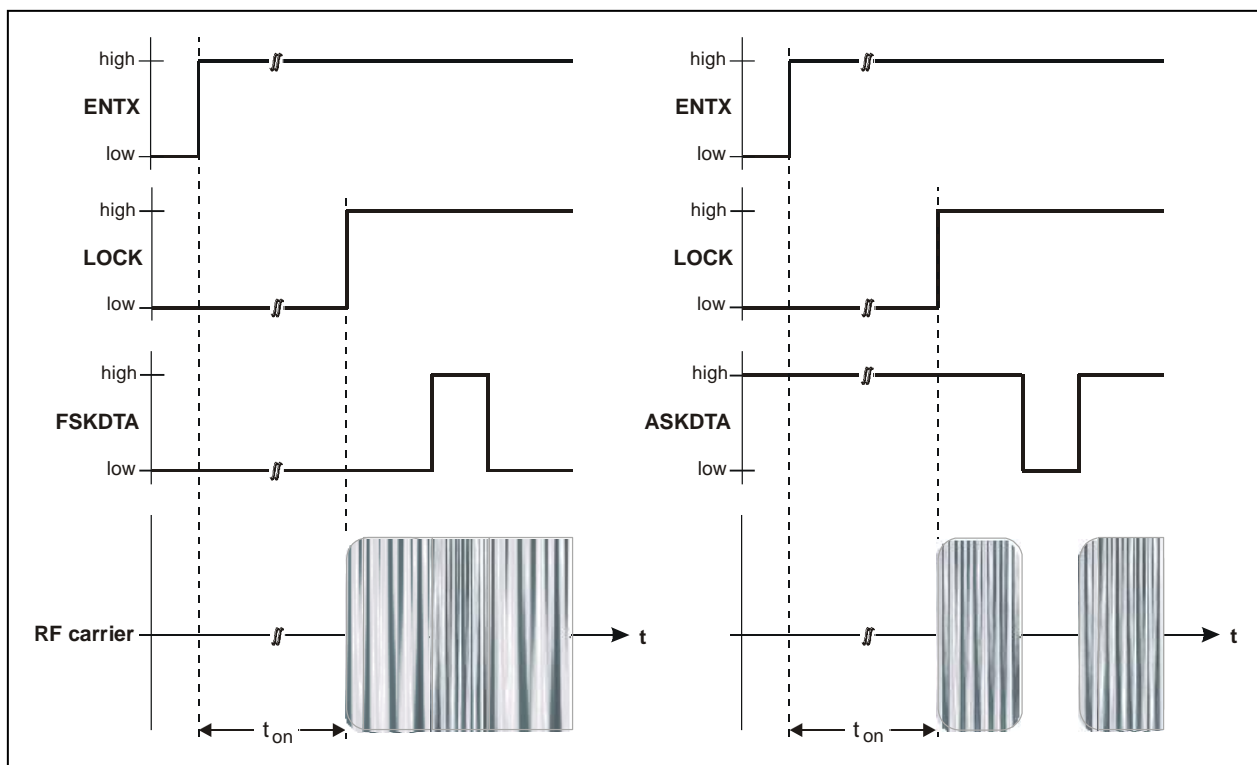 high
ENTX
low
high
LOCK
low
high
FSKDTA
low
RF carrier
t
t on
high
ENTX
low
high
LOCK
low
high
ASKDTA
low
t
t on